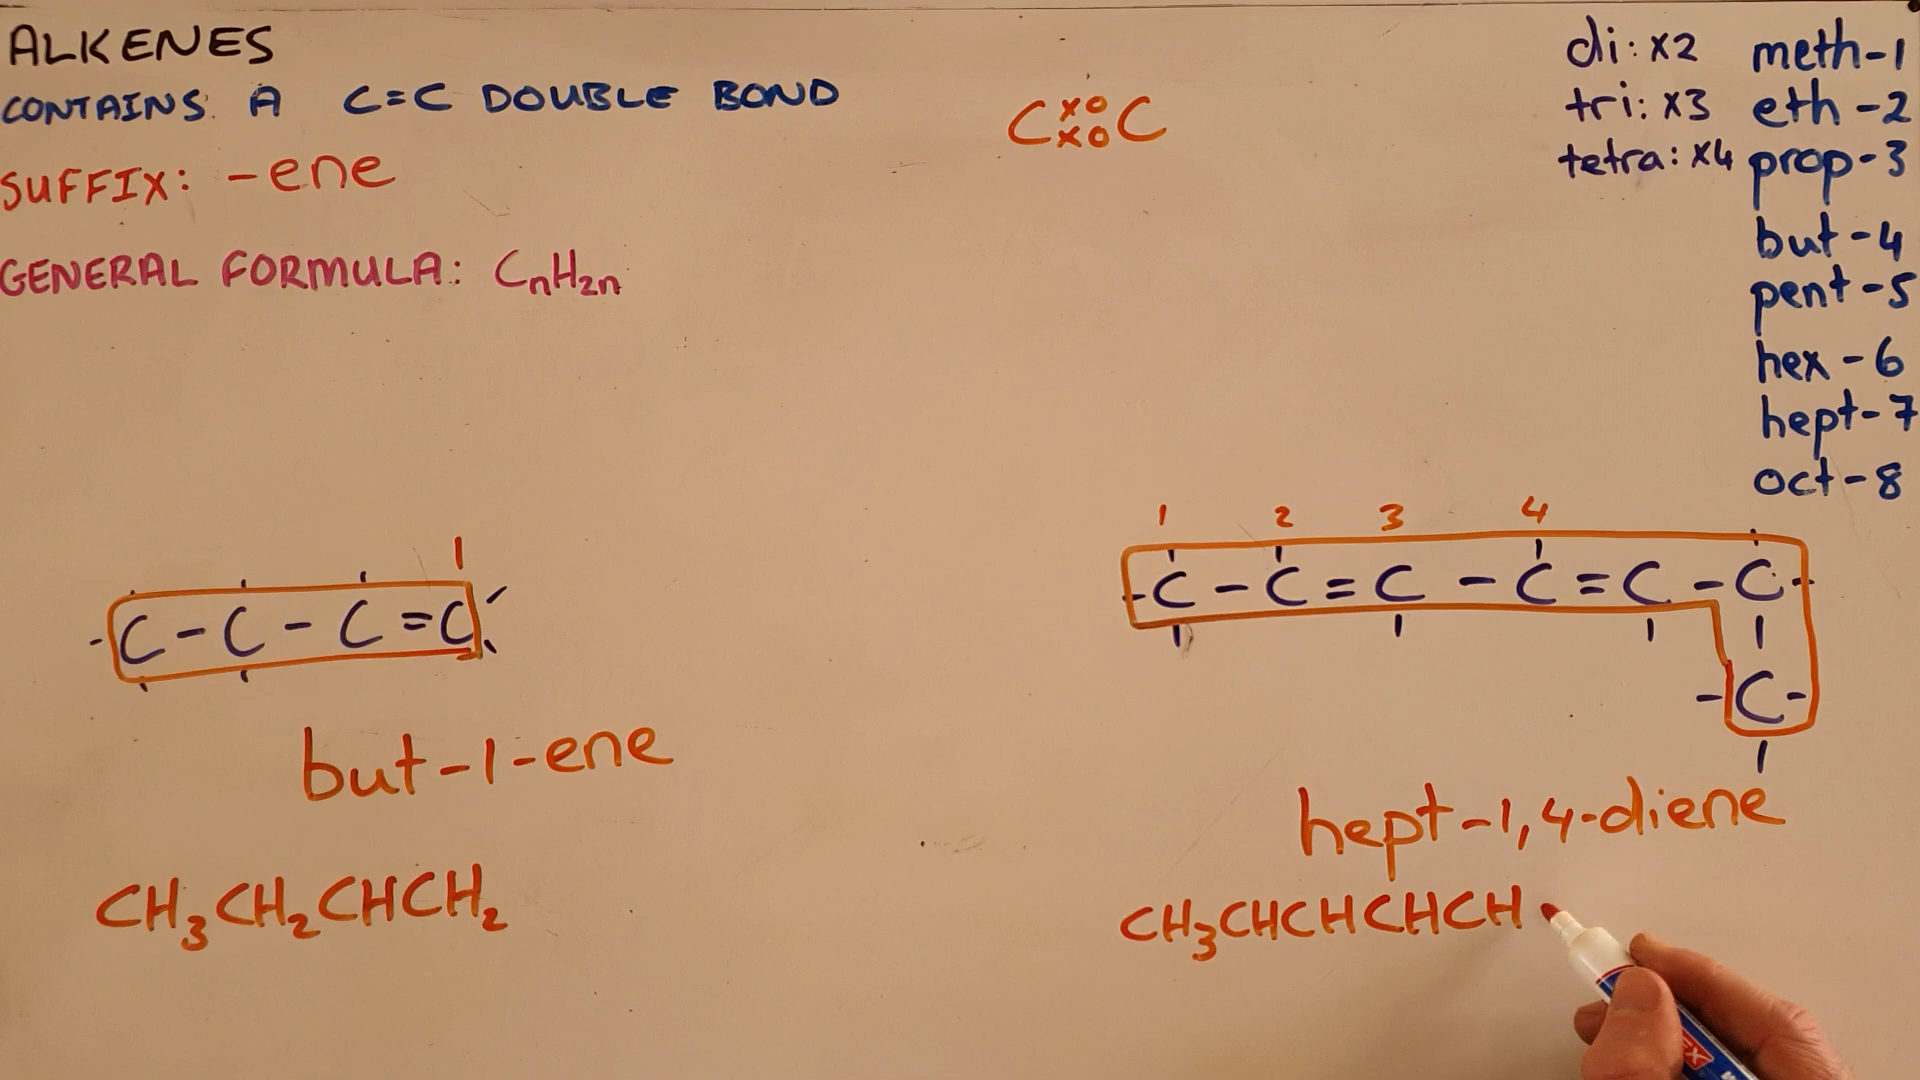 ALKENES
CONTAINS A C=C DOUBLE BOND
SUFFIX: -ene
GENERAL FORMULA: CnH2n
C xo xo C
di: x2
tri: x3
tetra: x4
meth-1
eth-2
prop-3
but-4
pent-5
hex-6
hept-7
oct-8
1
C-C-C=C
but-1-ene
CH3CH2CHCH2
1 2 3 4
-C-C=C-C=C-C-
-C-
hept-1,4-diene
CH3CHCHCHCH